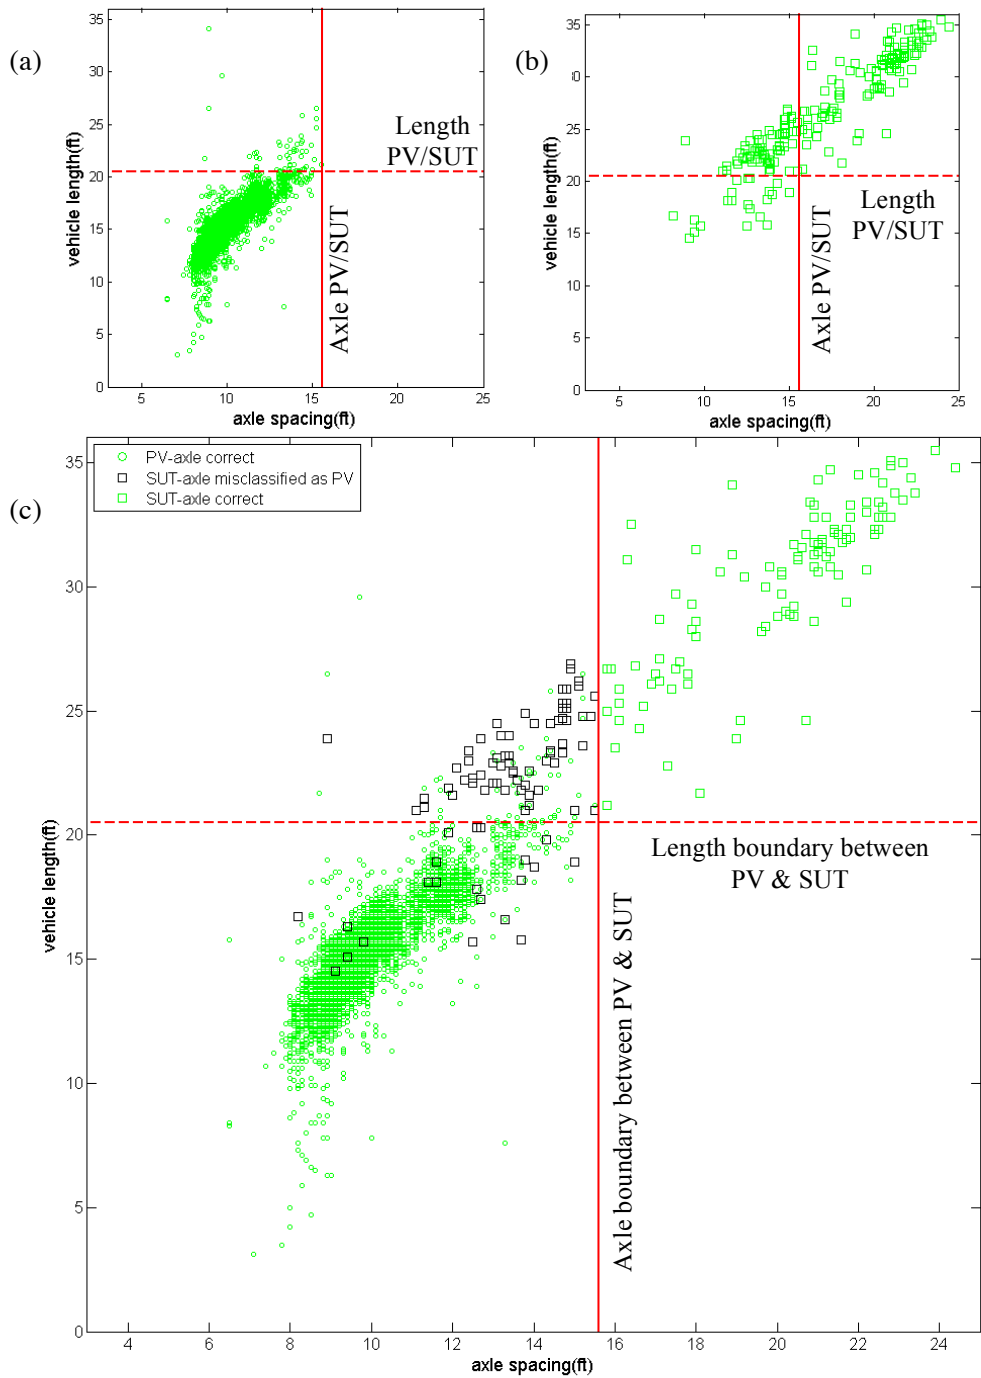 (a)
35
30
25
20
15
10
5
0
5
10
15
20
25
vehicle length(ft)
axle spacing(ft)
Length
PV/SUT
Axle PV/SUT
(b)
35
30
25
20
15
10
5
0
5
10
15
20
25
vehicle length(ft)
axle spacing(ft)
Length
PV/SUT
Axle PV/SUT
(c)
PV-axle correct
SUT-axle misclassified as PV
SUT-axle correct
35
30
25
20
15
10
5
0
4
6
8
10
12
14
16
18
20
22
24
vehicle length(ft)
axle spacing(ft)
Length boundary between
PV & SUT
Axle boundary between PV & SUT